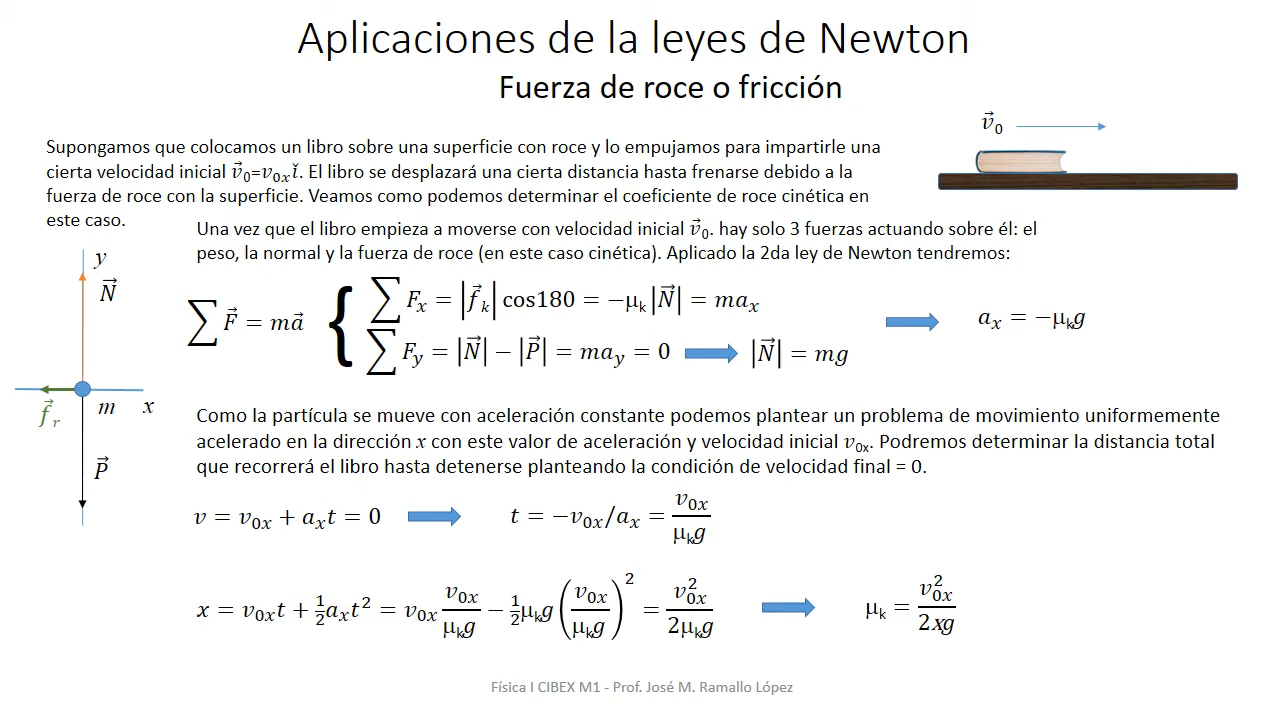 Aplicaciones de la leyes de Newton
Fuerza de roce o fricción
Supongamos que colocamos un libro sobre una superficie con roce y lo empujamos para impartirle una
cierta velocidad inicial v⃗₀=v₀ₓǐ. El libro se desplazará una cierta distancia hasta frenarse debido a la
fuerza de roce con la superficie. Veamos como podemos determinar el coeficiente de roce cinética en
este caso.
v⃗₀
Una vez que el libro empieza a moverse con velocidad inicial v⃗₀. hay solo 3 fuerzas actuando sobre él: el
peso, la normal y la fuerza de roce (en este caso cinética). Aplicado la 2da ley de Newton tendremos:
y
N⃗
f⃗ᵣ
m
x
P⃗
∑F⃗ = ma⃗
{
∑Fₓ = |f⃗ₖ| cos180 = −μₖ|N⃗| = maₓ
∑Fᵧ = |N⃗| − |P⃗| = maᵧ = 0
|N⃗| = mg
aₓ = −μₖg
Como la partícula se mueve con aceleración constante podemos plantear un problema de movimiento uniformemente
acelerado en la dirección x con este valor de aceleración y velocidad inicial v₀ₓ. Podremos determinar la distancia total
que recorrerá el libro hasta detenerse planteando la condición de velocidad final = 0.
v = v₀ₓ + aₓt = 0
t = −v₀ₓ/aₓ = v₀ₓ/μₖg
x = v₀ₓt + ½aₓt² = v₀ₓ v₀ₓ/μₖg − ½μₖg (v₀ₓ/μₖg)² = v₀ₓ²/2μₖg
μₖ = v₀ₓ²/2xg
Física I CIBEX M1 - Prof. José M. Ramallo López